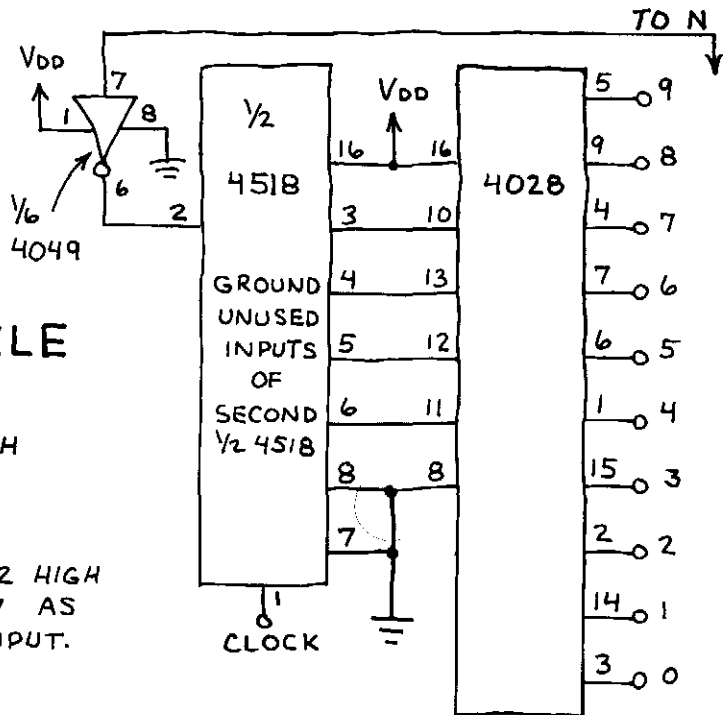 TO N
VDD
7
1
8
6
1/6
4049
2
1/2
4518
GROUND
UNUSED
INPUTS
OF
SECOND
1/2 4518
1
CLOCK
VDD
16 16
3 10
4 13
5 12
6 11
8 8
7
4028
5 9
9 8
4 7
7 6
6 5
1 4
15 3
2 2
14 1
3 0
LE
H
2 HIGH
AS
PUT.